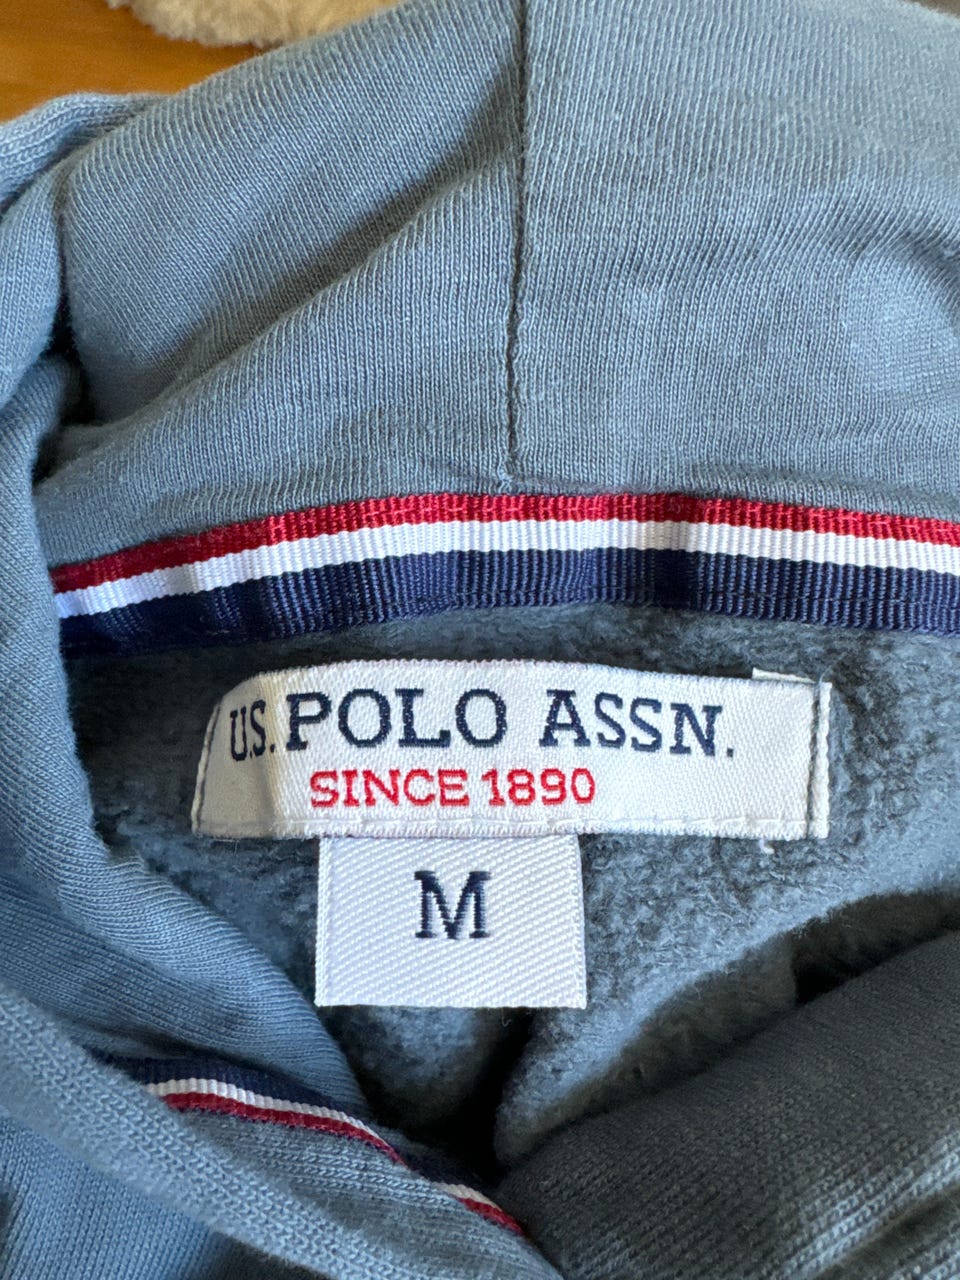 U.S. POLO ASSN.
SINCE 1890
M